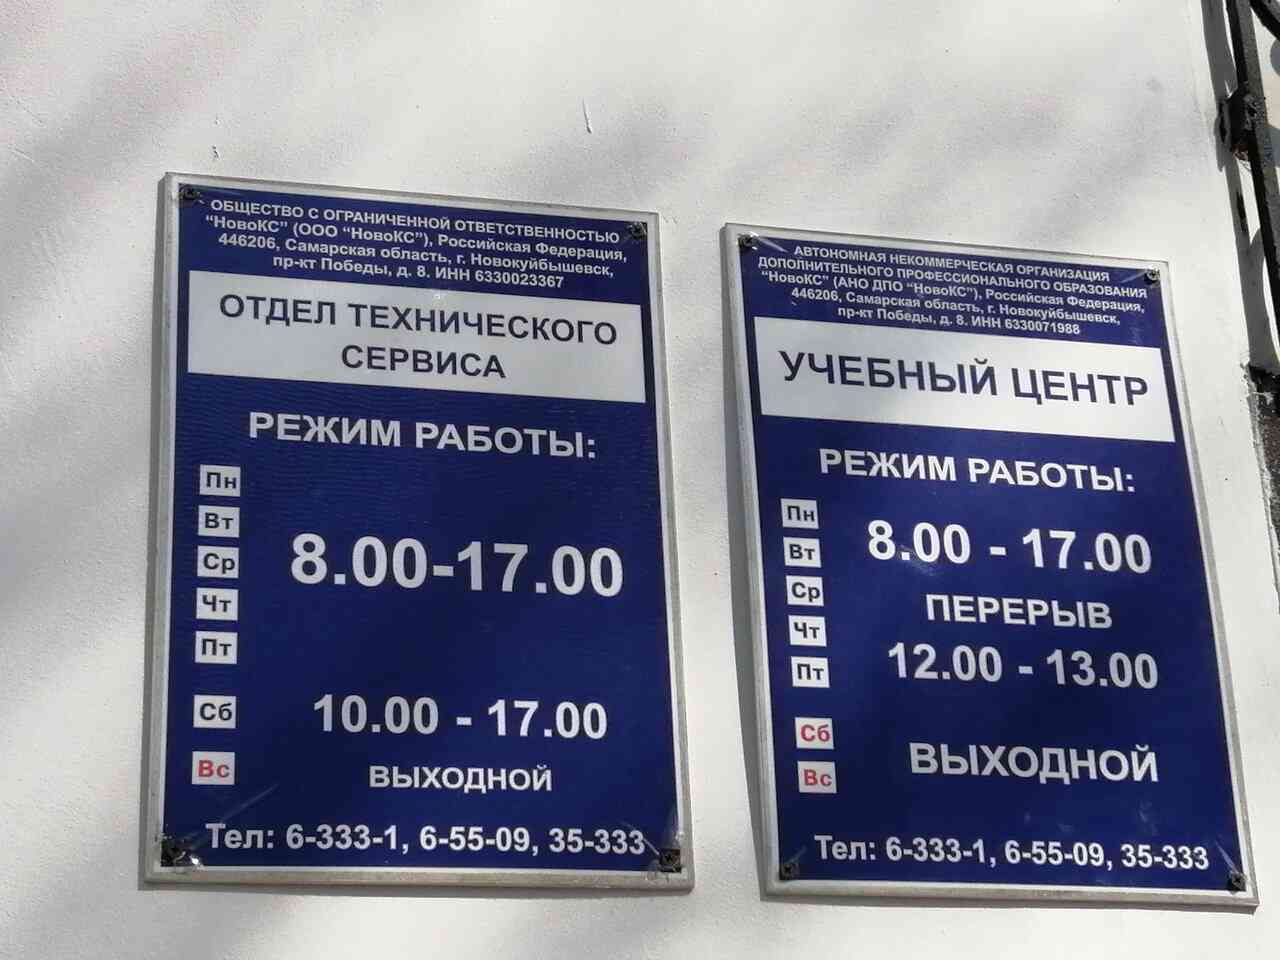 ОБЩЕСТВО С ОГРАНИЧЕННОЙ ОТВЕТСТВЕННОСТЬЮ
“НовоКС” (ООО “НовоКС”), Российская Федерация,
446206, Самарская область, г. Новокуйбышевск,
пр-кт Победы, д. 8. ИНН 6330023367
ОТДЕЛ ТЕХНИЧЕСКОГО
СЕРВИСА
РЕЖИМ РАБОТЫ:
Пн
Вт
Ср 8.00-17.00
Чт
Пт
Сб 10.00 - 17.00
Вс ВЫХОДНОЙ
Тел: 6-333-1, 6-55-09, 35-333
АВТОНОМНАЯ НЕКОММЕРЧЕСКАЯ ОРГАНИЗАЦИЯ
ДОПОЛНИТЕЛЬНОГО ПРОФЕССИОНАЛЬНОГО ОБРАЗОВАНИЯ
“НовоКС” (АНО ДПО “НовоКС”), Российская Федерация,
446206, Самарская область, г. Новокуйбышевск,
пр-кт Победы, д. 8. ИНН 6330071988
УЧЕБНЫЙ ЦЕНТР
РЕЖИМ РАБОТЫ:
Пн
Вт 8.00 - 17.00
Ср ПЕРЕРЫВ
Чт
Пт 12.00 - 13.00
Сб ВЫХОДНОЙ
Вс
Тел: 6-333-1, 6-55-09, 35-333